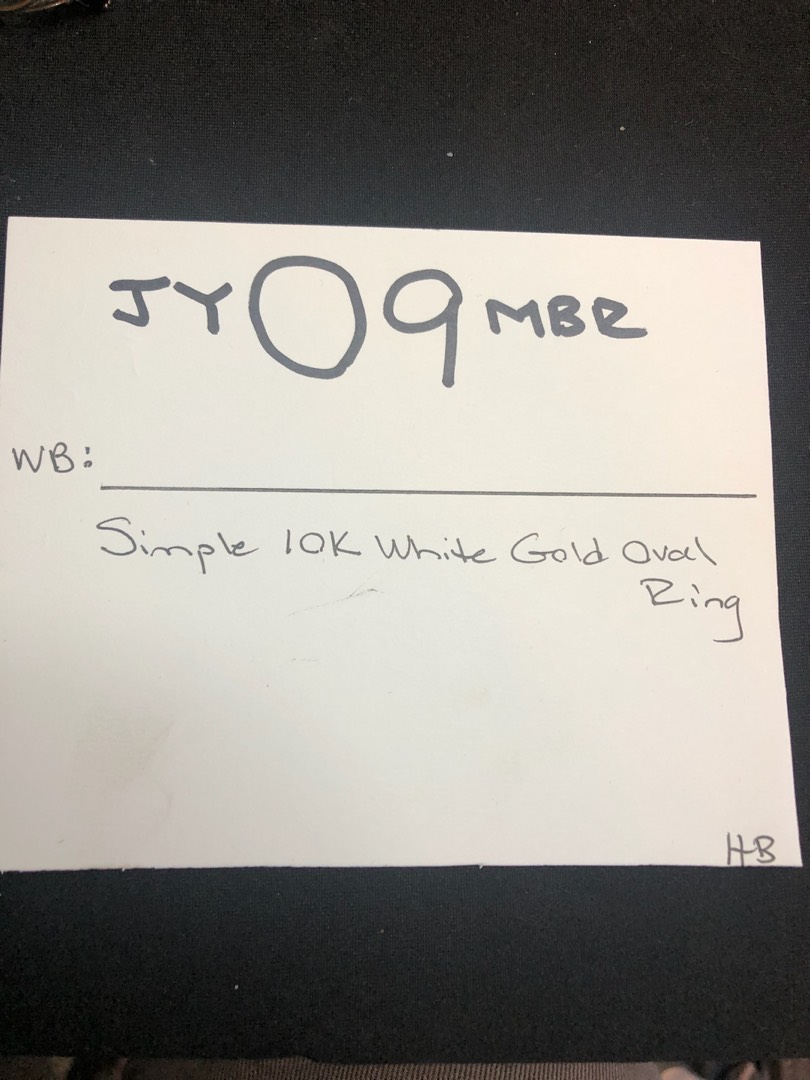 JY09MBR
WB:
Simple 10K White Gold Oval
Ring
HB